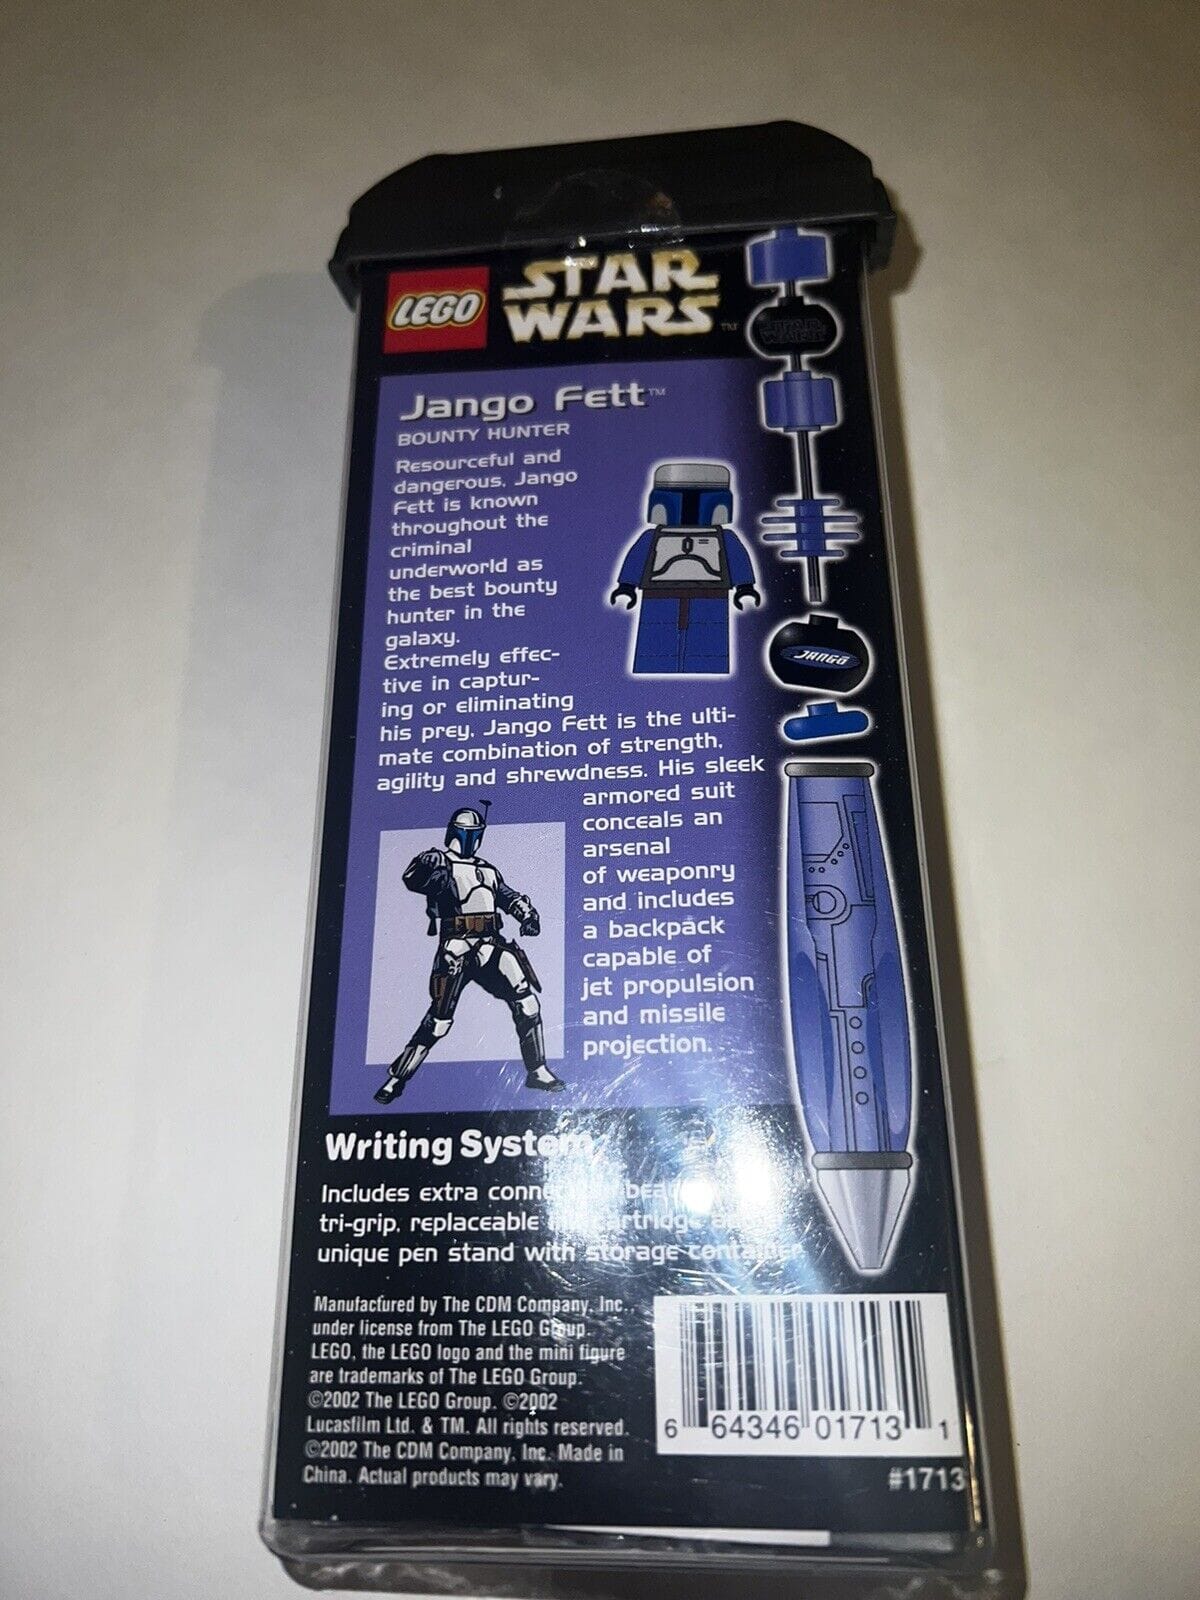 LEGO
STAR
WARS™
STAR
WARS
Jango Fett™
BOUNTY HUNTER
Resourceful and
dangerous, Jango
Fett is known
throughout the
criminal
underworld as
the best bounty
hunter in the
galaxy.
Extremely effec-
tive in captur-
ing or eliminating
his prey, Jango Fett is the ulti-
mate combination of strength,
agility and shrewdness. His sleek
armored suit
conceals an
arsenal
of weaponry
and includes
a backpack
capable of
jet propulsion
and missile
projection.
JANGO
Writing System
Includes extra
tri-grip, replaceable cartridge
unique pen stand with storage container
Manufactured by The CDM Company, Inc.,
under license from The LEGO Group.
LEGO, the LEGO logo and the mini figure
are trademarks of The LEGO Group.
©2002 The LEGO Group. ©2002
Lucasfilm Ltd. & TM. All rights reserved.
©2002 The CDM Company, Inc. Made in
China. Actual products may vary.
6 64346 01713 1
#1713